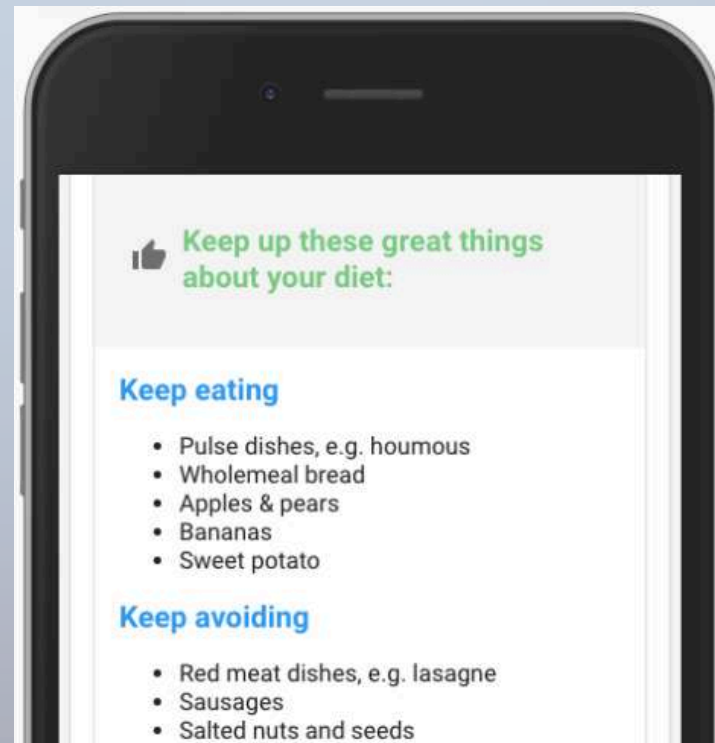 Keep up these great things
about your diet:
Keep eating
• Pulse dishes, e.g. houmous
• Wholemeal bread
• Apples & pears
• Bananas
• Sweet potato
Keep avoiding
• Red meat dishes, e.g. lasagne
• Sausages
• Salted nuts and seeds